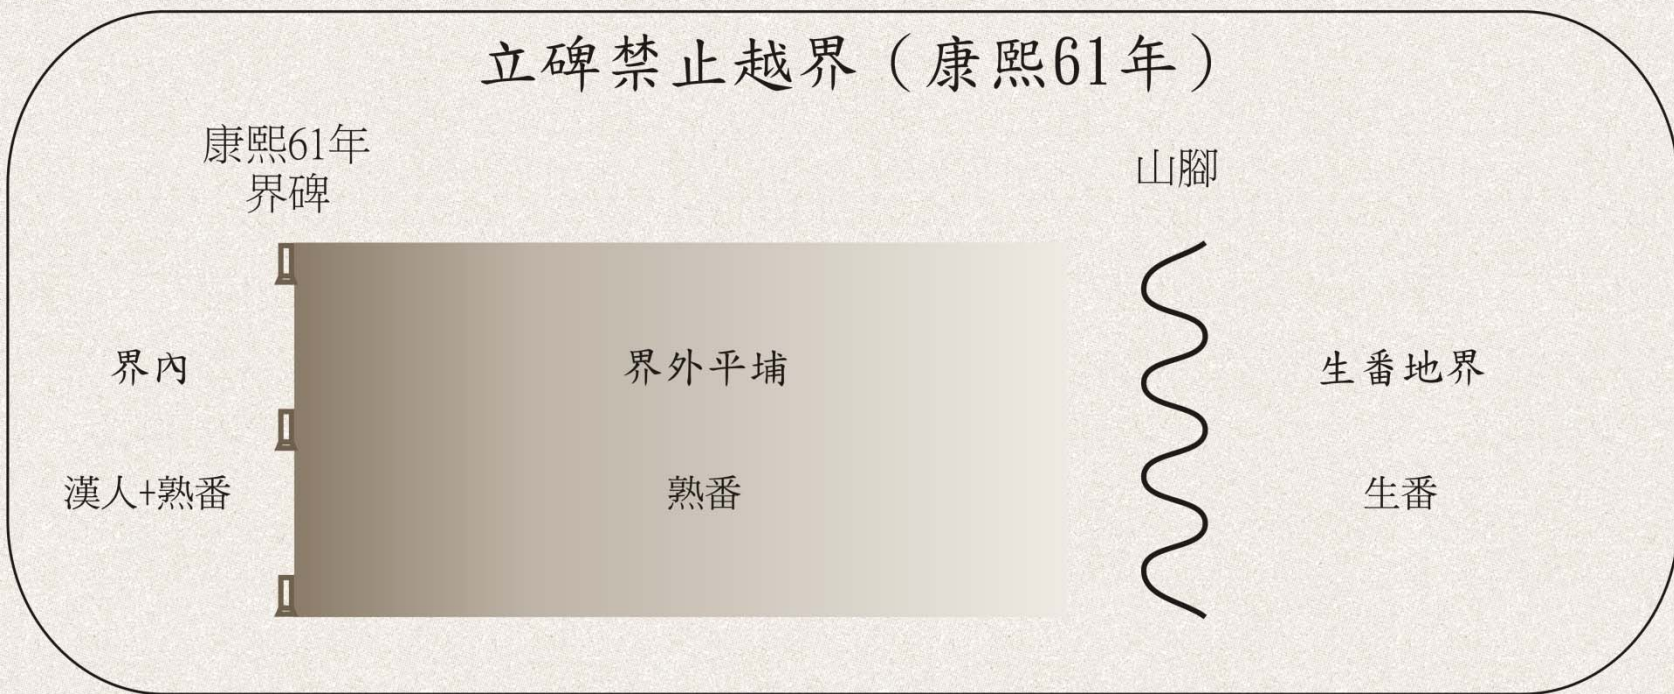 立碑禁止越界（康熙61年）
康熙61年
界碑
山腳
界內
界外平埔
生番地界
漢人+熟番
熟番
生番